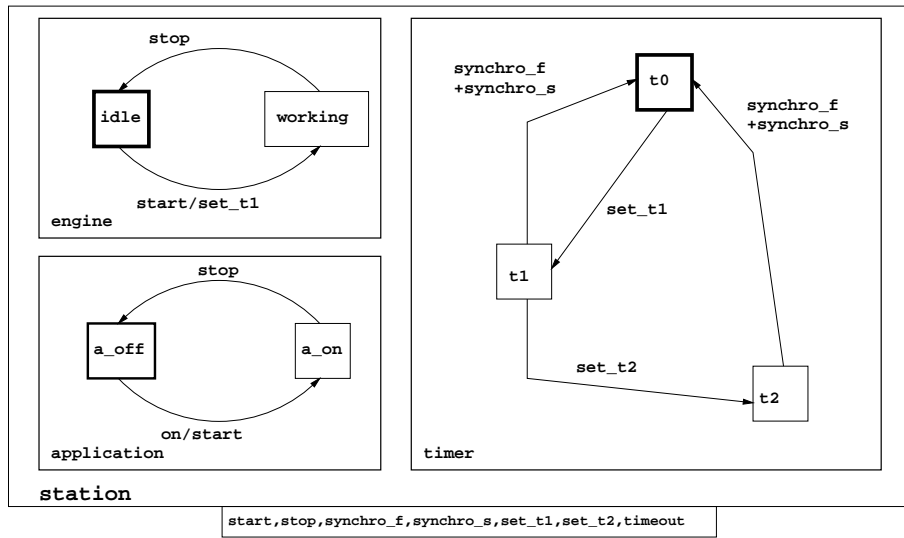 stop
idle
working
start/set_t1
engine
stop
a_off
a_on
on/start
application
synchro_f
+synchro_s
t0
synchro_f
+synchro_s
set_t1
t1
set_t2
t2
timer
station
start,stop,synchro_f,synchro_s,set_t1,set_t2,timeout